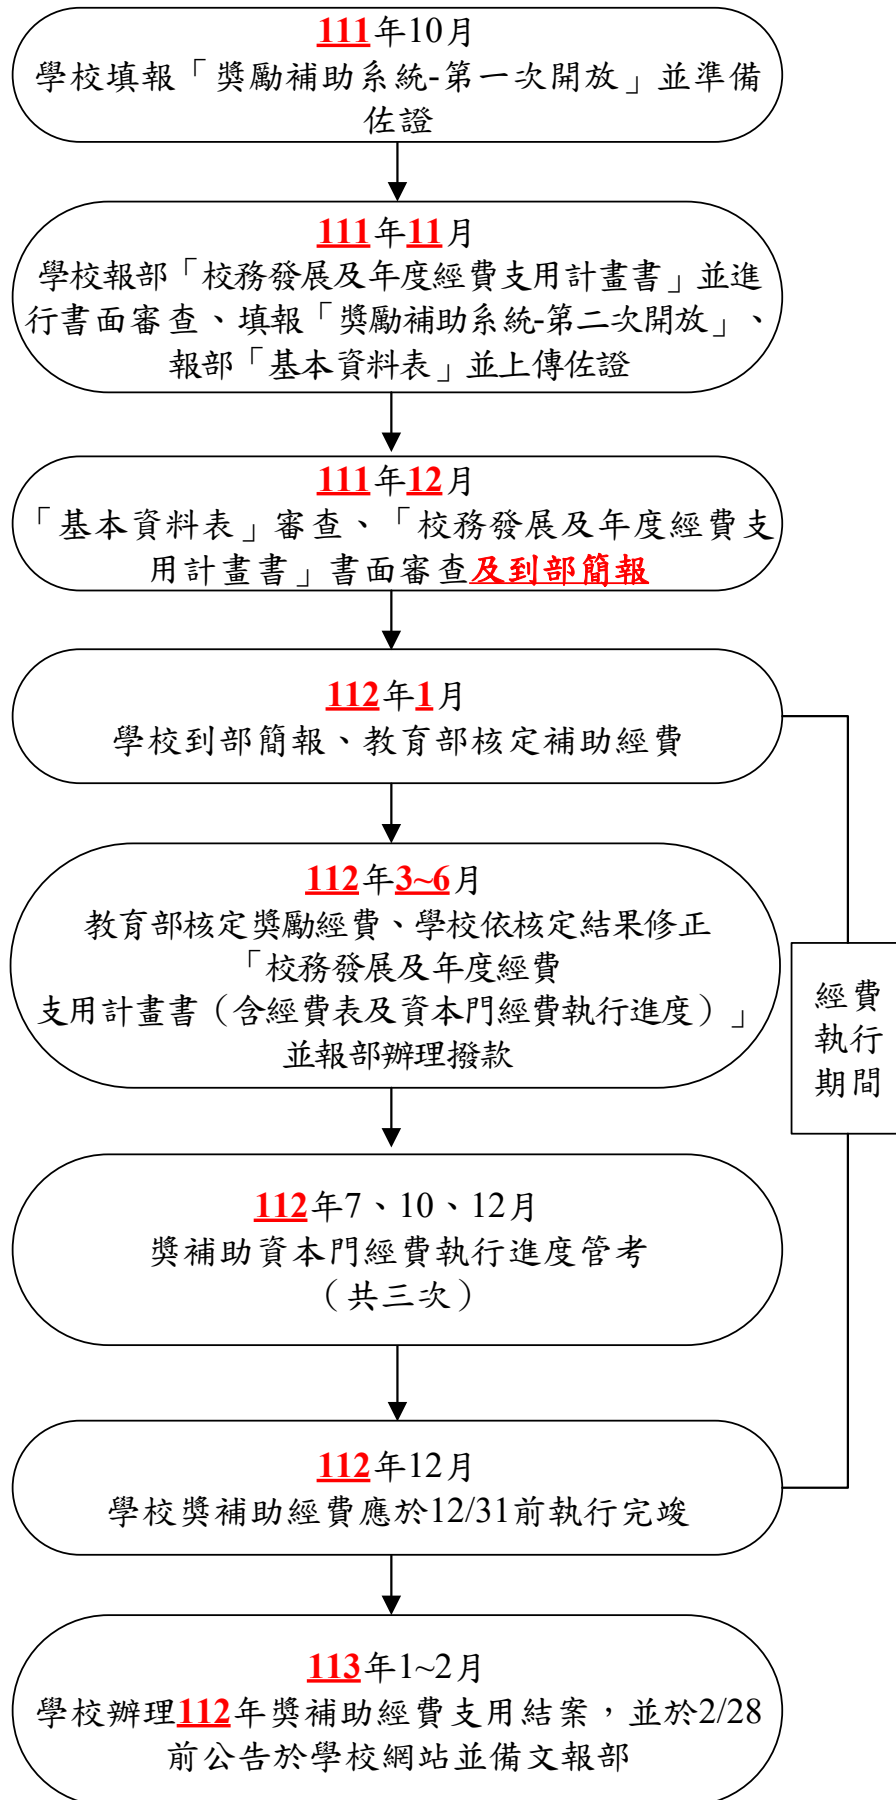 111年10月
學校填報「獎勵補助系統-第一次開放」並準備
佐證
111年11月
學校報部「校務發展及年度經費支用計畫書」並進
行書面審查、填報「獎勵補助系統-第二次開放」、
報部「基本資料表」並上傳佐證
111年12月
「基本資料表」審查、「校務發展及年度經費支
用計畫書」書面審查及到部簡報
112年1月
學校到部簡報、教育部核定補助經費
112年3~6月
教育部核定獎勵經費、學校依核定結果修正
「校務發展及年度經費
支用計畫書（含經費表及資本門經費執行進度）」
並報部辦理撥款
經費
執行
期間
112年7、10、12月
獎補助資本門經費執行進度管考
（共三次）
112年12月
學校獎補助經費應於12/31前執行完竣
113年1~2月
學校辦理112年獎補助經費支用結案，並於2/28
前公告於學校網站並備文報部